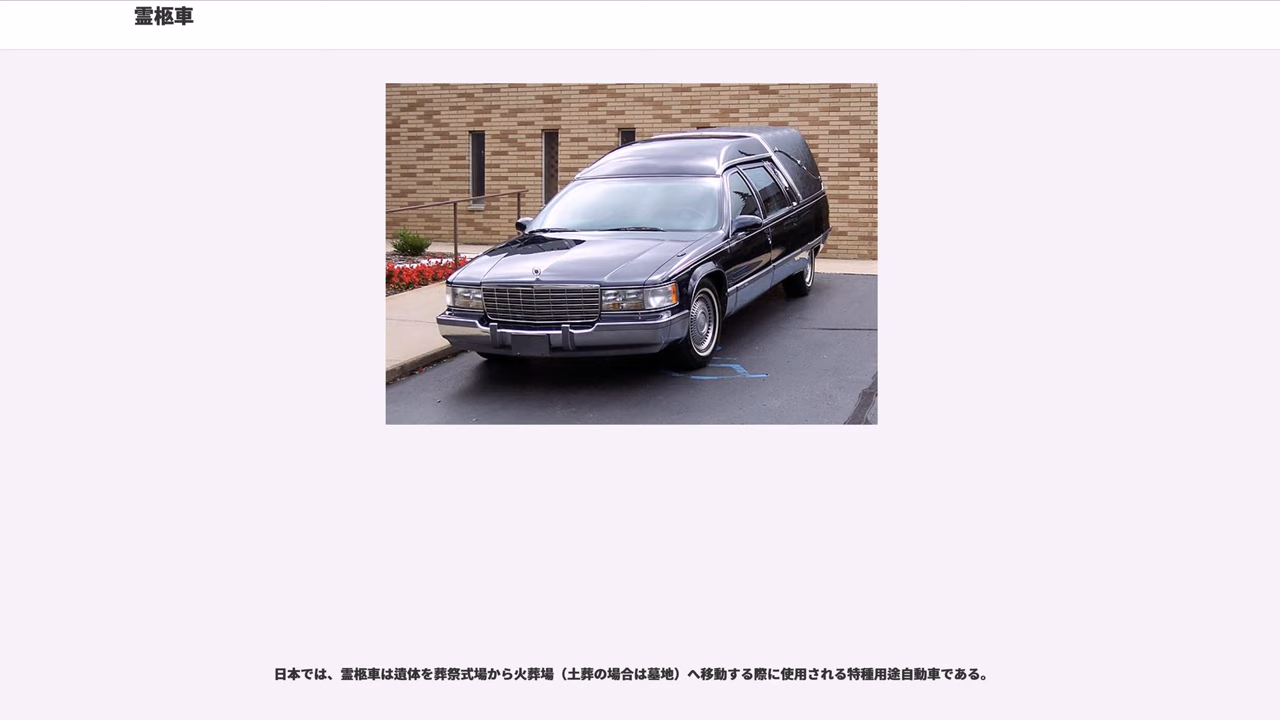 霊柩車
日本では、霊柩車は遺体を葬祭式場から火葬場（土葬の場合は墓地）へ移動する際に使用される特種用途自動車である。